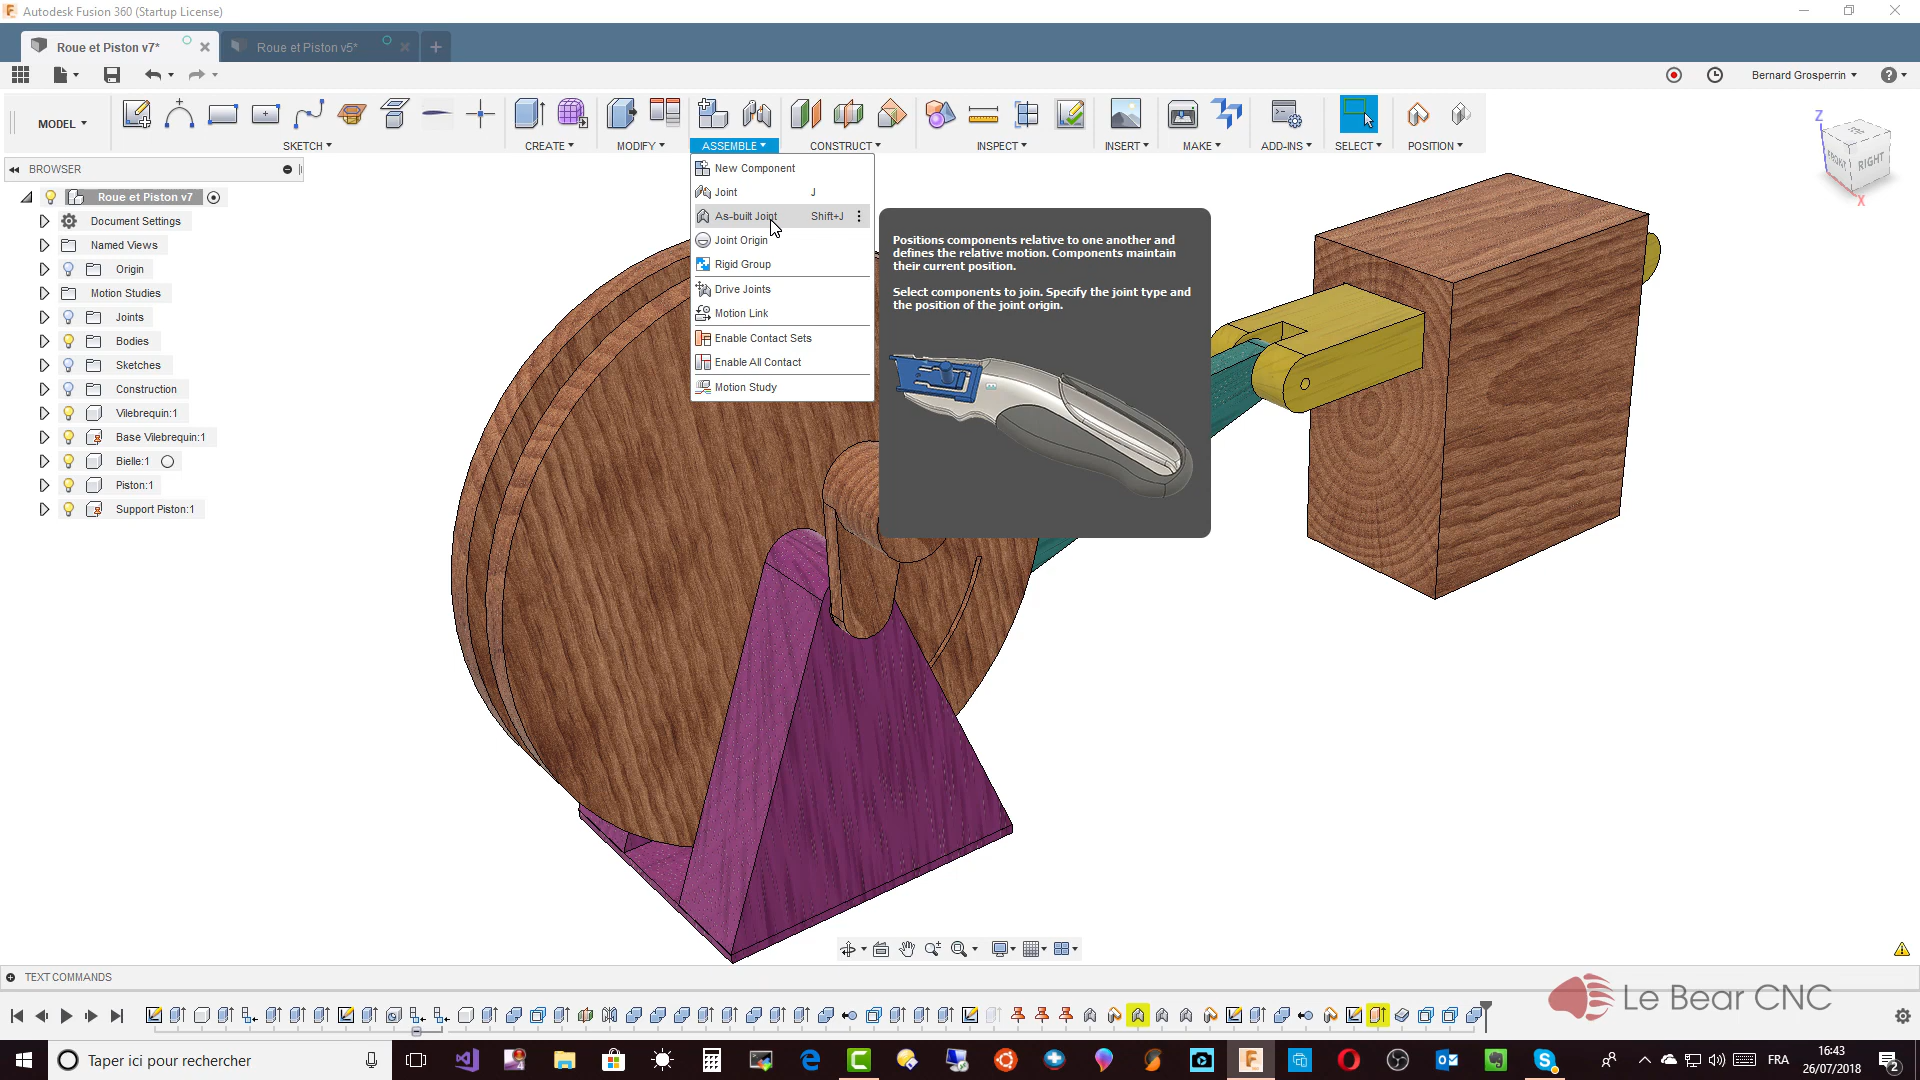 Autodesk Fusion 360 (Startup License)
Roue et Piston v7*
Roue et Piston v5*
Bernard Grosperrin
MODEL
SKETCH
CREATE
MODIFY
ASSEMBLE
CONSTRUCT
INSPECT
INSERT
MAKE
ADD-INS
SELECT
POSITION
BROWSER
Roue et Piston v7
Document Settings
Named Views
Origin
Motion Studies
Joints
Bodies
Sketches
Construction
Vilebrequin:1
Base Vilebrequin:1
Bielle:1
Piston:1
Support Piston:1
New Component
Joint J
As-built Joint Shift+J
Joint Origin
Rigid Group
Drive Joints
Motion Link
Enable Contact Sets
Enable All Contact
Motion Study
Positions components relative to one another and
defines the relative motion. Components maintain
their current position.
Select components to join. Specify the joint type and
the position of the joint origin.
Z
FRONT
RIGHT
X
TEXT COMMANDS
Le Bear CNC
Taper ici pour rechercher
FRA
16:43
26/07/2018
2